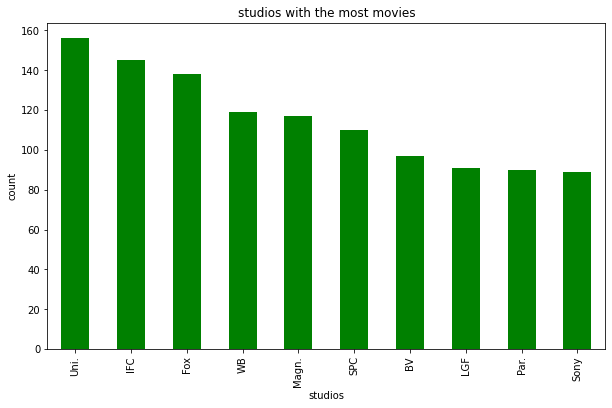 studios with the most movies
count
160
140
120
100
80
60
40
20
0
Uni.
IFC
Fox
WB
Magn.
SPC
BV
LGF
Par.
Sony
studios